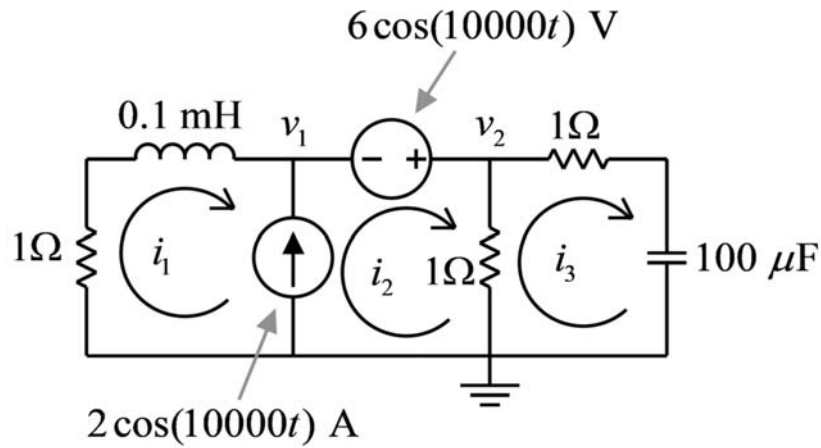 6 cos(10000t) V
0.1 mH
v₁
− +
v₂
1Ω
1Ω
i₁
i₂
1Ω
i₃
100 μF
2 cos(10000t) A